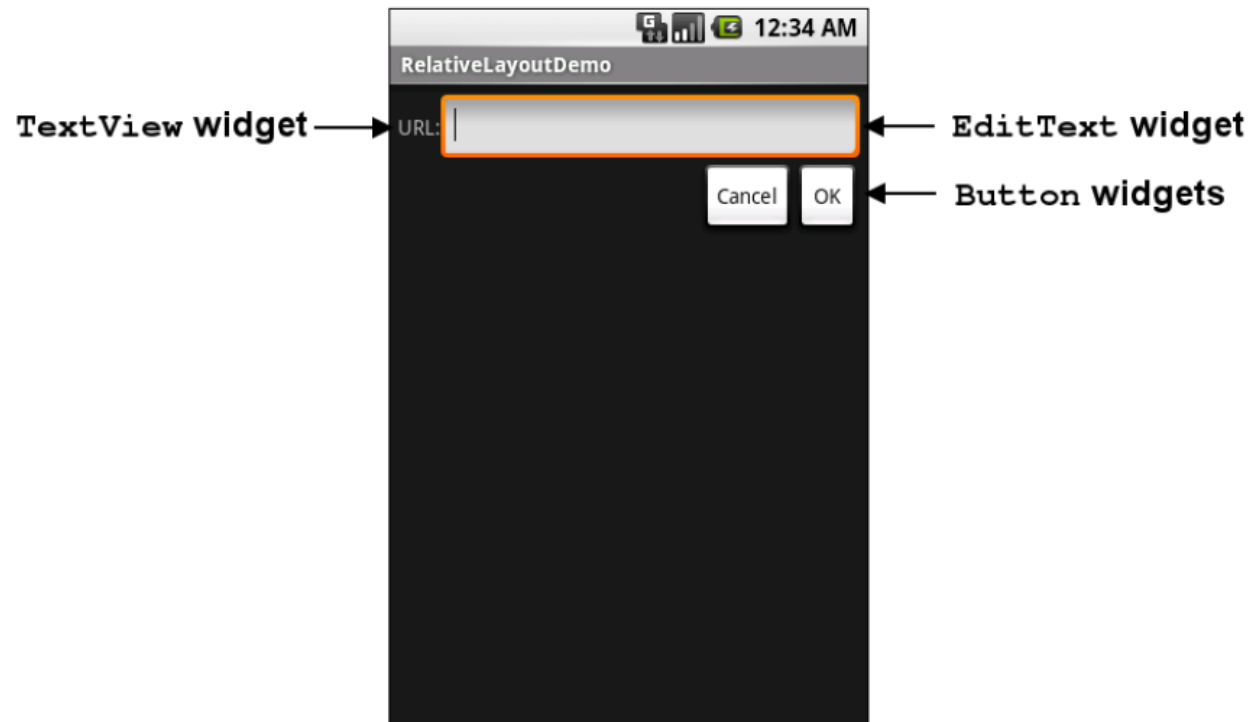 G 12:34 AM
RelativeLayoutDemo
TextView widget URL: EditText widget
Cancel OK Button widgets